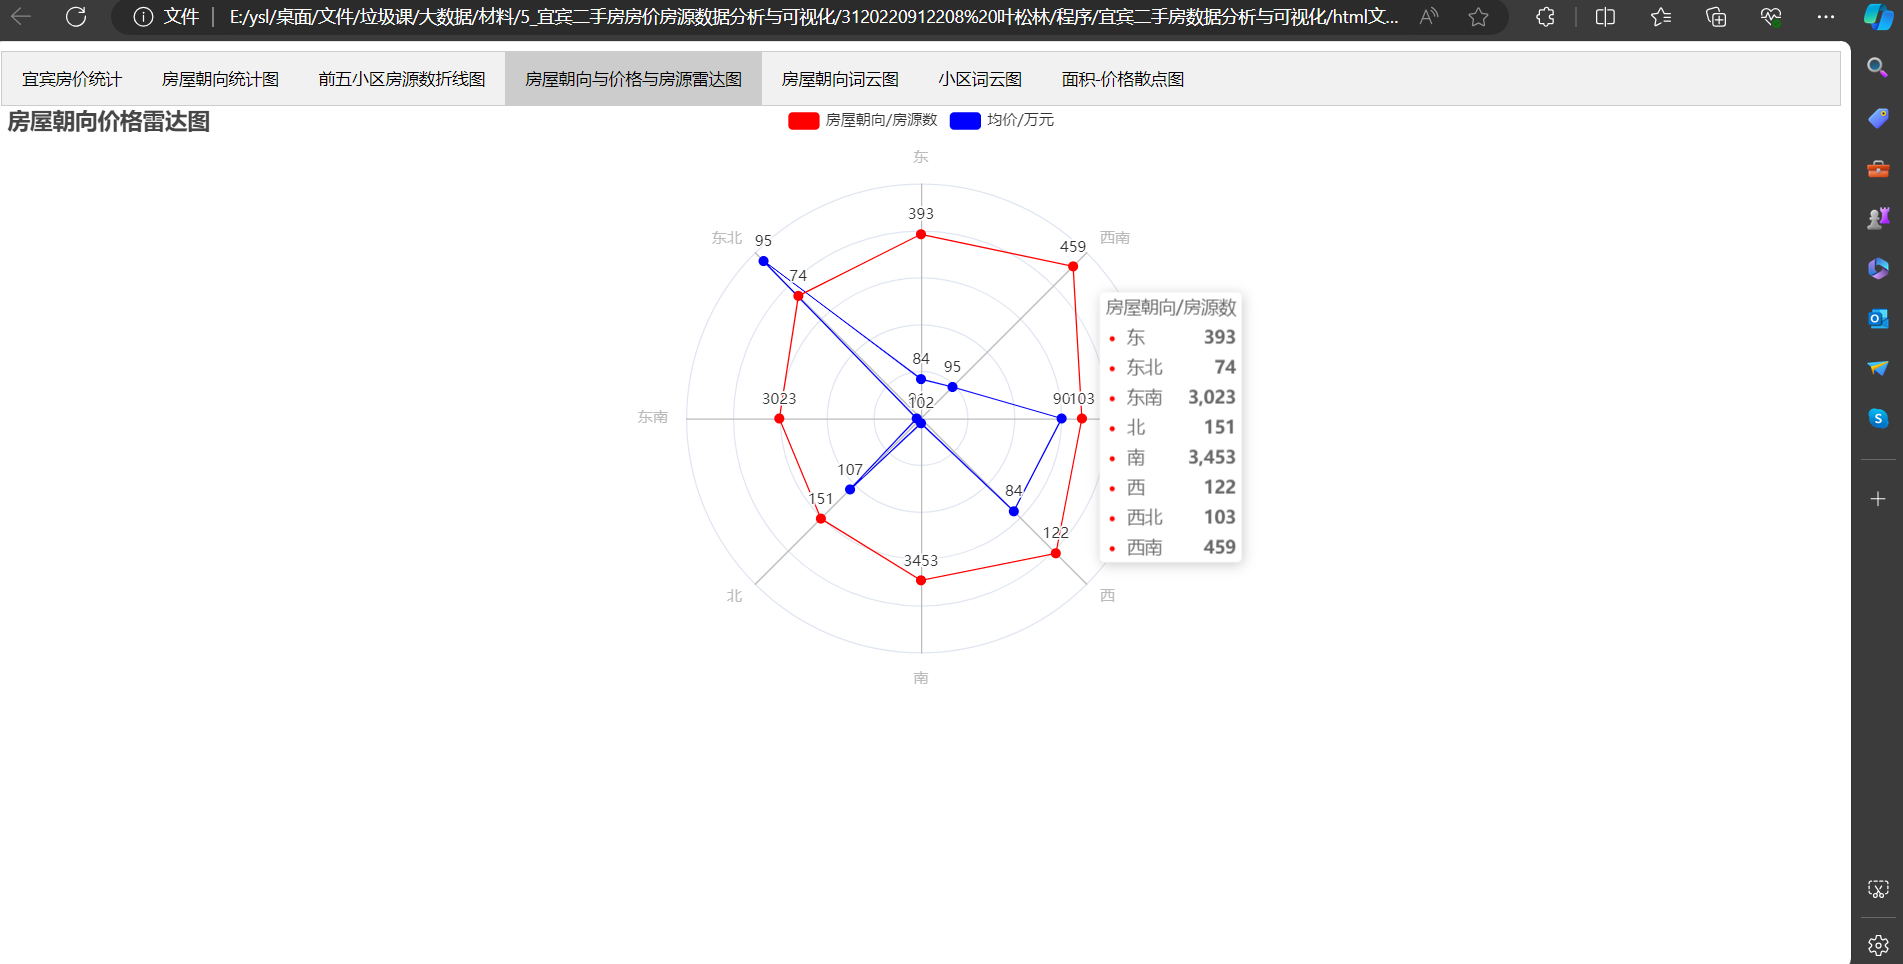 文件 E:/ysl/桌面/文件/垃圾课/大数据/材料/5_宜宾二手房房价房源数据分析与可视化/3120220912208%20叶松林/程序/宜宾二手房数据分析与可视化/html文...
宜宾房价统计 房屋朝向统计图 前五小区房源数折线图 房屋朝向与价格与房源雷达图 房屋朝向词云图 小区词云图 面积-价格散点图
房屋朝向价格雷达图
房屋朝向/房源数 均价/万元
东
393
东北 95
459 西南
74
房屋朝向/房源数
东 393
东北 74
东南 3,023
北 151
南 3,453
西 122
西北 103
西南 459
84
95
东南 3023
102
90 103
107
84
151
122
3453
北
西
南